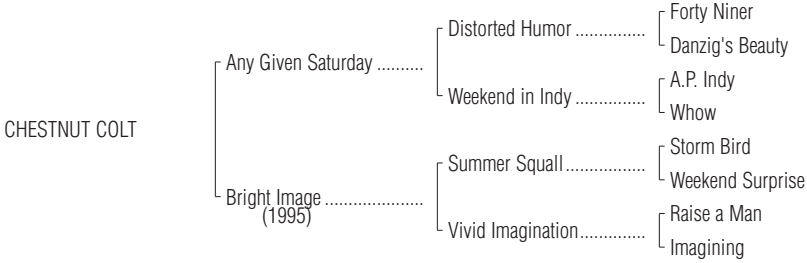 Forty Niner
Distorted Humor ...............
Danzig's Beauty
Any Given Saturday ..........
A.P. Indy
Weekend in Indy ...............
Whow
CHESTNUT COLT
Storm Bird
Summer Squall.................
Weekend Surprise
Bright Image .....................
(1995)
Raise a Man
Vivid Imagination..............
Imagining